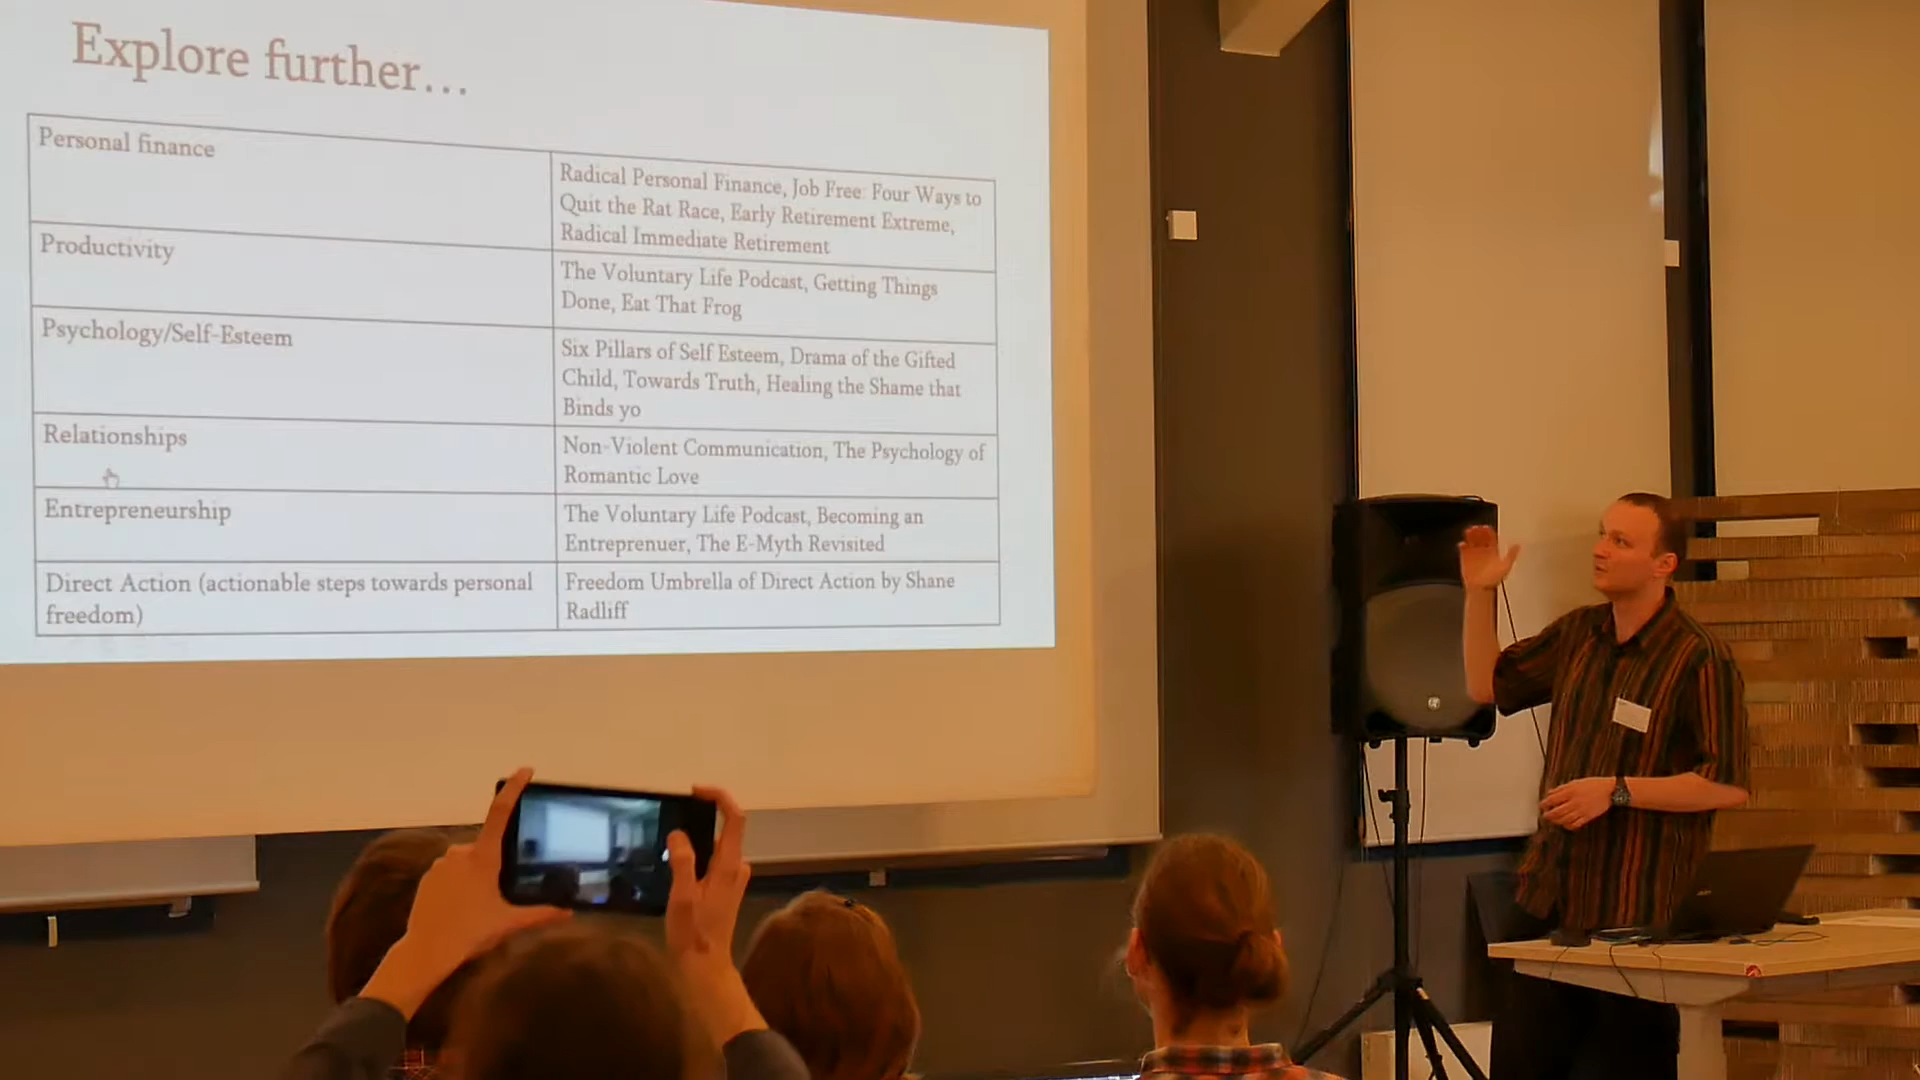 Explore further...
Personal finance
Radical Personal Finance, Job Free: Four Ways to
Quit the Rat Race, Early Retirement Extreme,
Radical Immediate Retirement
Productivity
The Voluntary Life Podcast, Getting Things
Done, Eat That Frog
Psychology/Self-Esteem
Six Pillars of Self Esteem, Drama of the Gifted
Child, Towards Truth, Healing the Shame that
Binds yo
Relationships
Non-Violent Communication, The Psychology of
Romantic Love
Entrepreneurship
The Voluntary Life Podcast, Becoming an
Entreprenuer, The E-Myth Revisited
Direct Action (actionable steps towards personal
freedom)
Freedom Umbrella of Direct Action by Shane
Radliff